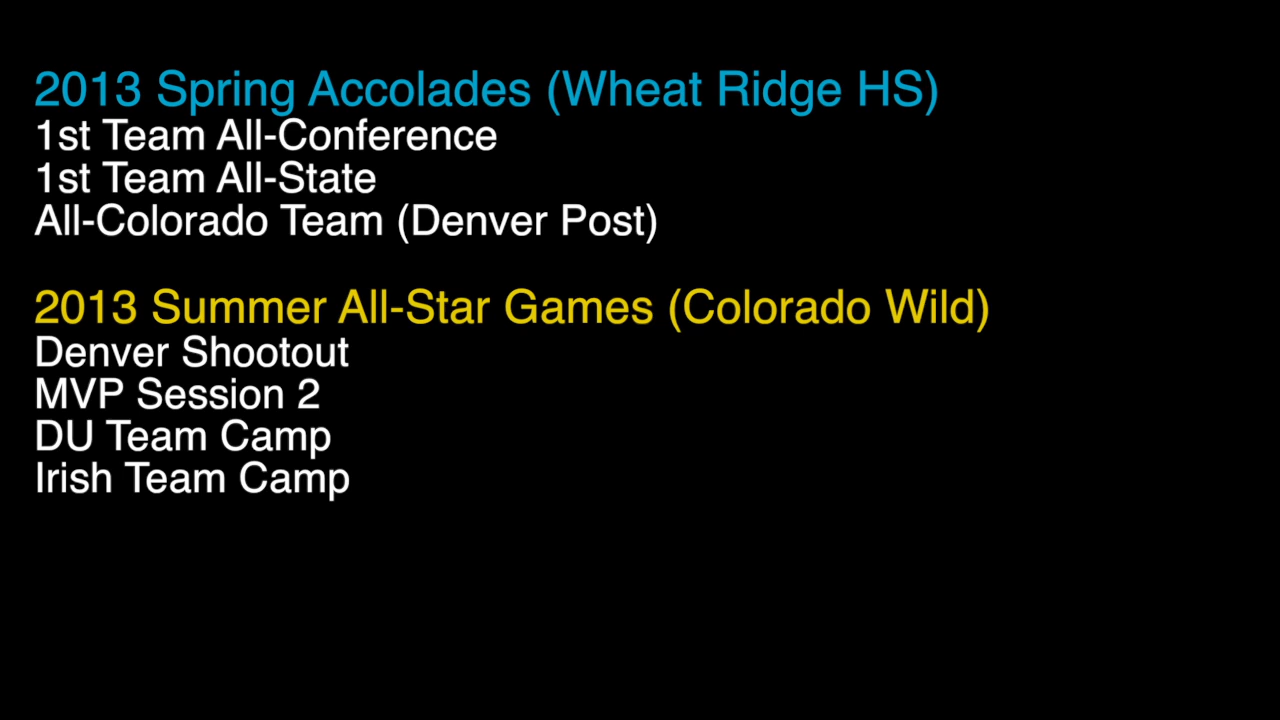 2013 Spring Accolades (Wheat Ridge HS)
1st Team All-Conference
1st Team All-State
All-Colorado Team (Denver Post)
2013 Summer All-Star Games (Colorado Wild)
Denver Shootout
MVP Session 2
DU Team Camp
Irish Team Camp